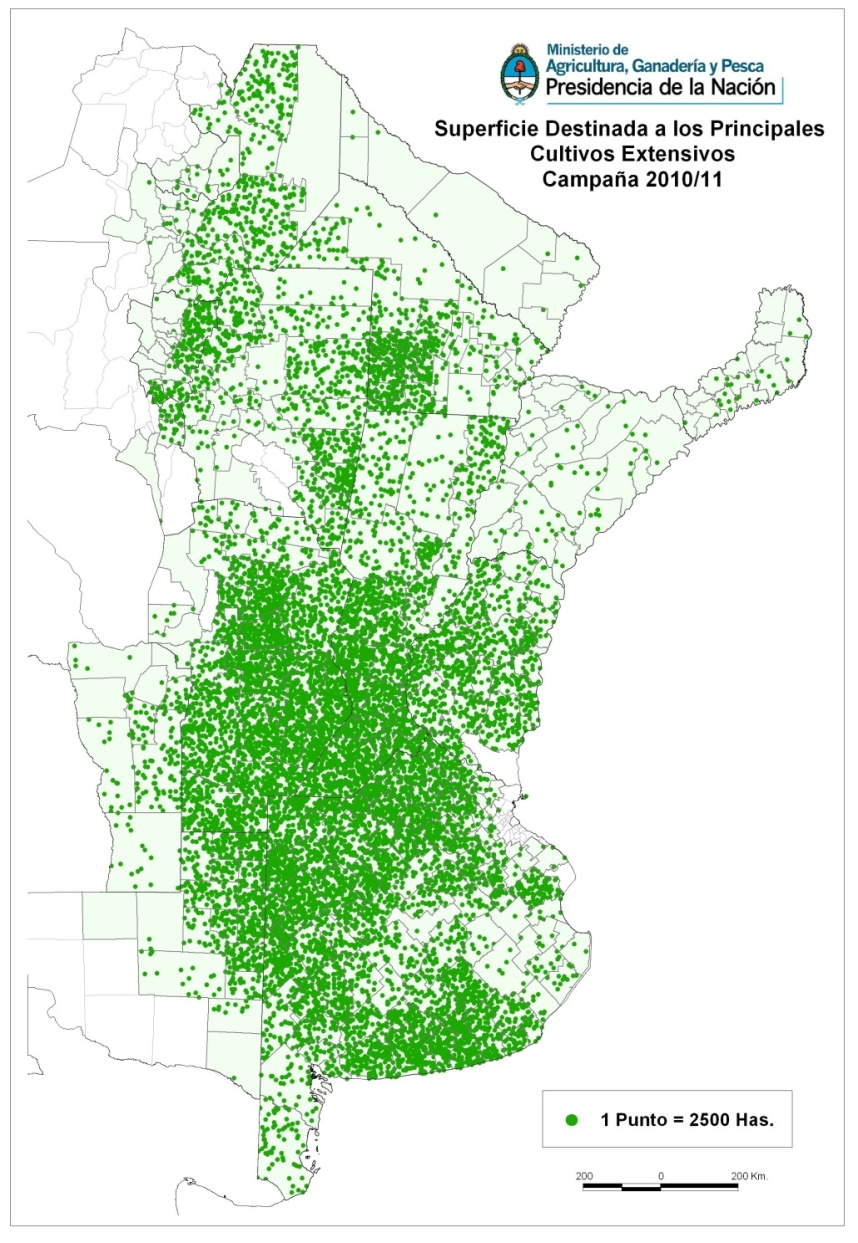 Ministerio de
Agricultura, Ganadería y Pesca
Presidencia de la Nación
Superficie Destinada a los Principales
Cultivos Extensivos
Campaña 2010/11
1 Punto = 2500 Has.
200 0 200 Km.